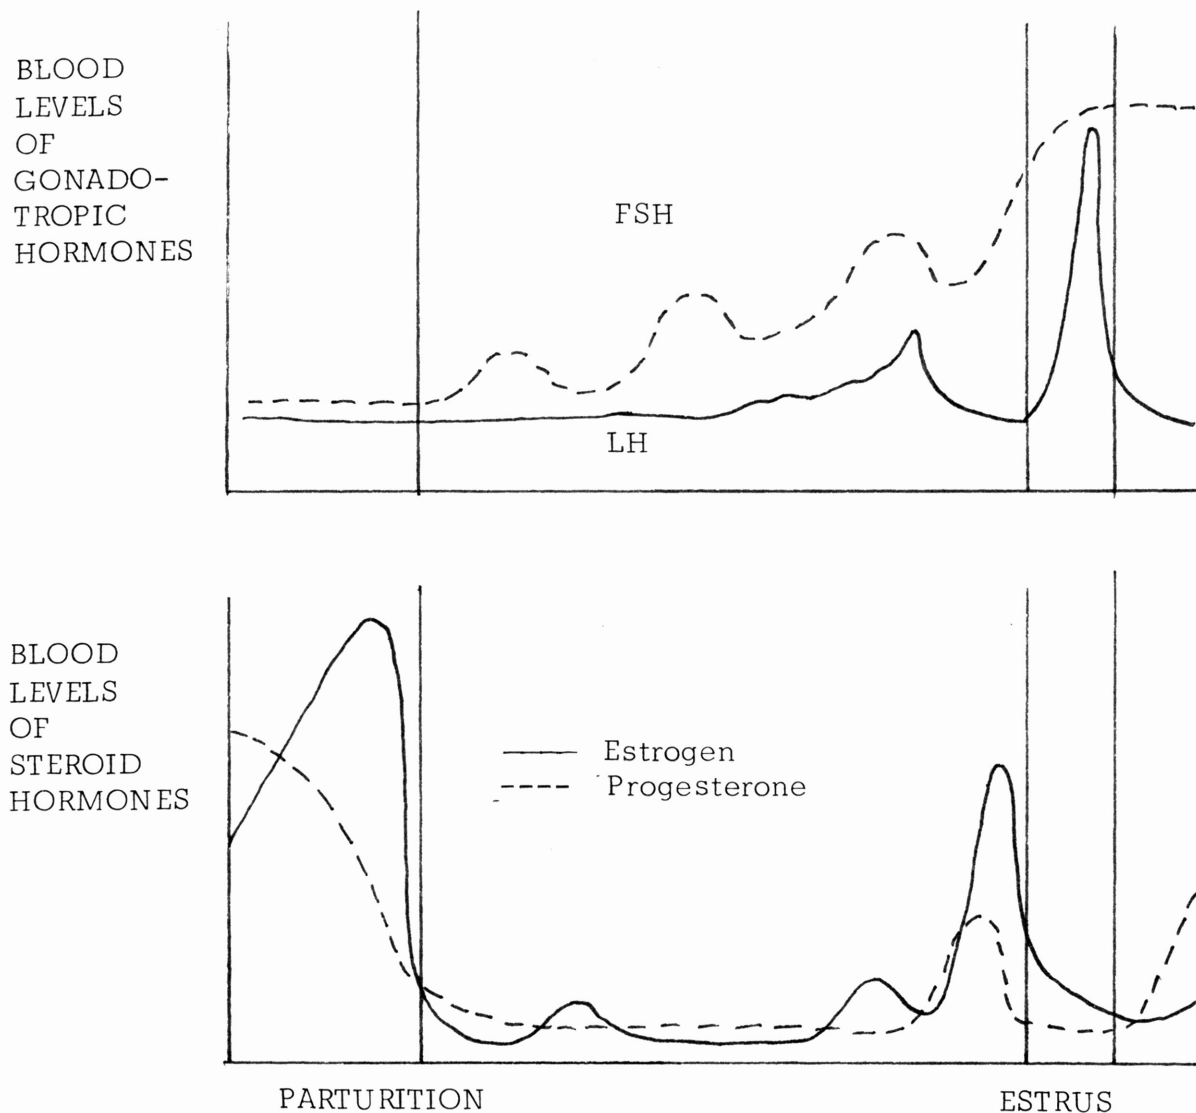 BLOOD
LEVELS
OF
GONADO-
TROPIC
HORMONES
FSH
LH
BLOOD
LEVELS
OF
STEROID
HORMONES
Estrogen
Progesterone
PARTURITION
ESTRUS